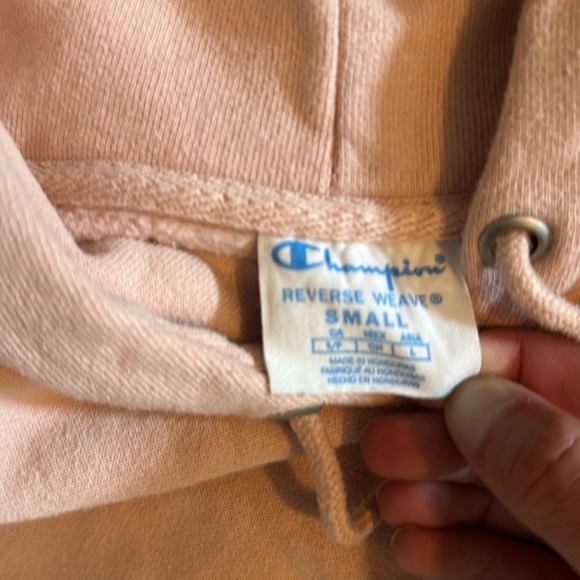 Champion®
REVERSE WEAVE®
SMALL
CA MEX ASIA
S/P CH L
MADE IN HONDURAS
FABRIQUÉ AU HONDURAS
HECHO EN HONDURAS